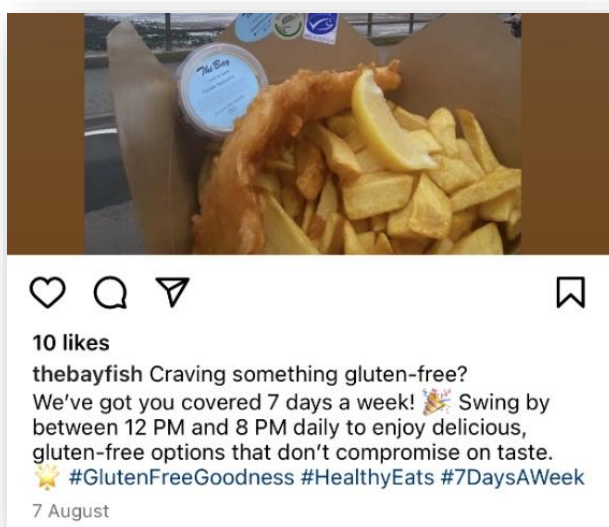 The Bay
10 likes
thebayfish Craving something gluten-free?
We've got you covered 7 days a week! 🎉 Swing by
between 12 PM and 8 PM daily to enjoy delicious,
gluten-free options that don't compromise on taste.
🌟 #GlutenFreeGoodness #HealthyEats #7DaysAWeek
7 August